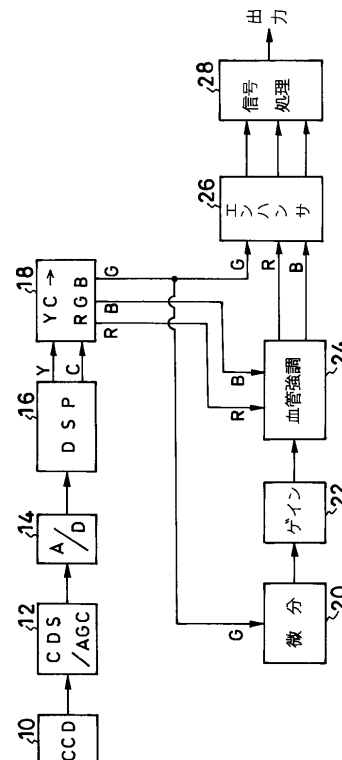 10
CCD
12
CDS
/AGC
14
A/D
16
DSP
Y
C
18
YC→
RGB
R
B
G
G
20
微分
22
ゲイン
R
B
24
血管強調
G
R
B
26
エンハンサ
28
信号
処理
出力